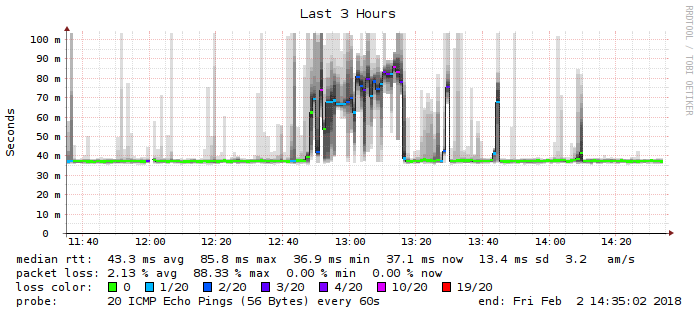 Last 3 Hours
RRDTOOL / TOBI OETIKER
Seconds
100 m
90 m
80 m
70 m
60 m
50 m
40 m
30 m
20 m
10 m
0
11:40 12:00 12:20 12:40 13:00 13:20 13:40 14:00 14:20
median rtt: 43.3 ms avg 85.8 ms max 36.9 ms min 37.1 ms now 13.4 ms sd 3.2 am/s
packet loss: 2.13 % avg 88.33 % max 0.00 % min 0.00 % now
loss color: 0 1/20 2/20 3/20 4/20 10/20 19/20
probe: 20 ICMP Echo Pings (56 Bytes) every 60s end: Fri Feb 2 14:35:02 2018